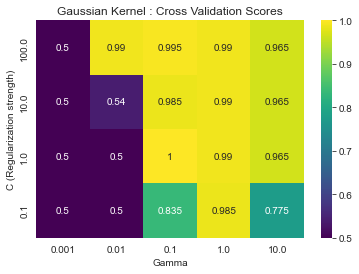 Gaussian Kernel : Cross Validation Scores
C (Regularization strength)
100.0 0.5 0.99 0.995 0.99 0.965
10.0 0.5 0.54 0.985 0.99 0.965
1.0 0.5 0.5 1 0.99 0.965
0.1 0.5 0.5 0.835 0.985 0.775
0.001 0.01 0.1 1.0 10.0
Gamma
1.0
0.9
0.8
0.7
0.6
0.5